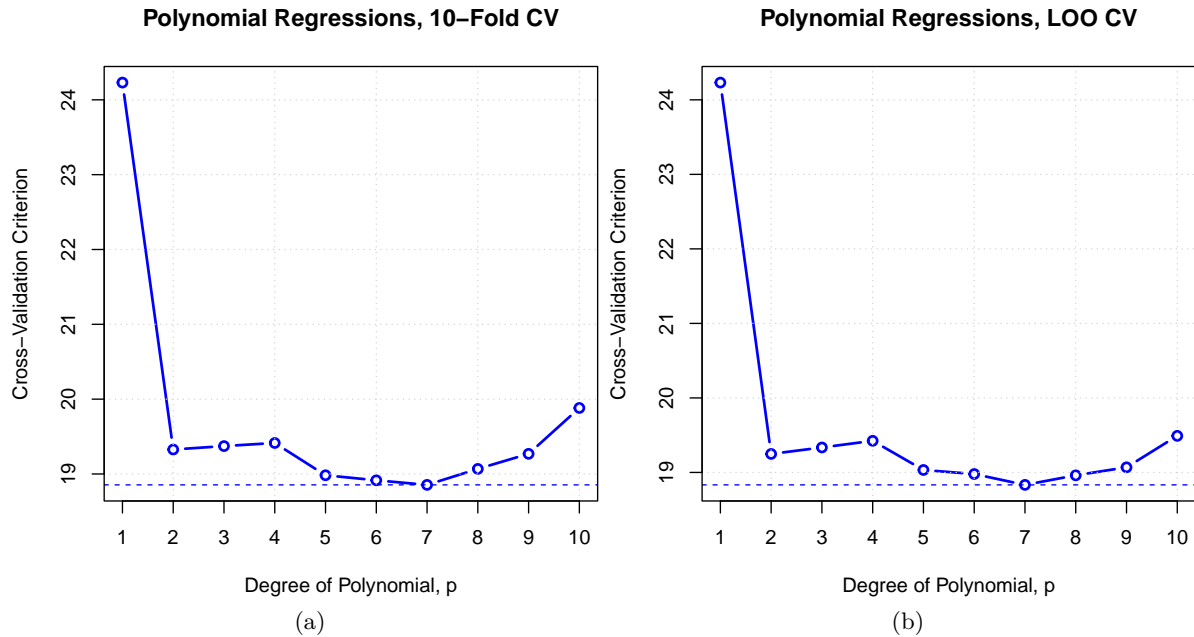 Polynomial Regressions, 10−Fold CV
Cross−Validation Criterion
24
23
22
21
20
19
1 2 3 4 5 6 7 8 9 10
Degree of Polynomial, p
(a)
Polynomial Regressions, LOO CV
Cross−Validation Criterion
24
23
22
21
20
19
1 2 3 4 5 6 7 8 9 10
Degree of Polynomial, p
(b)